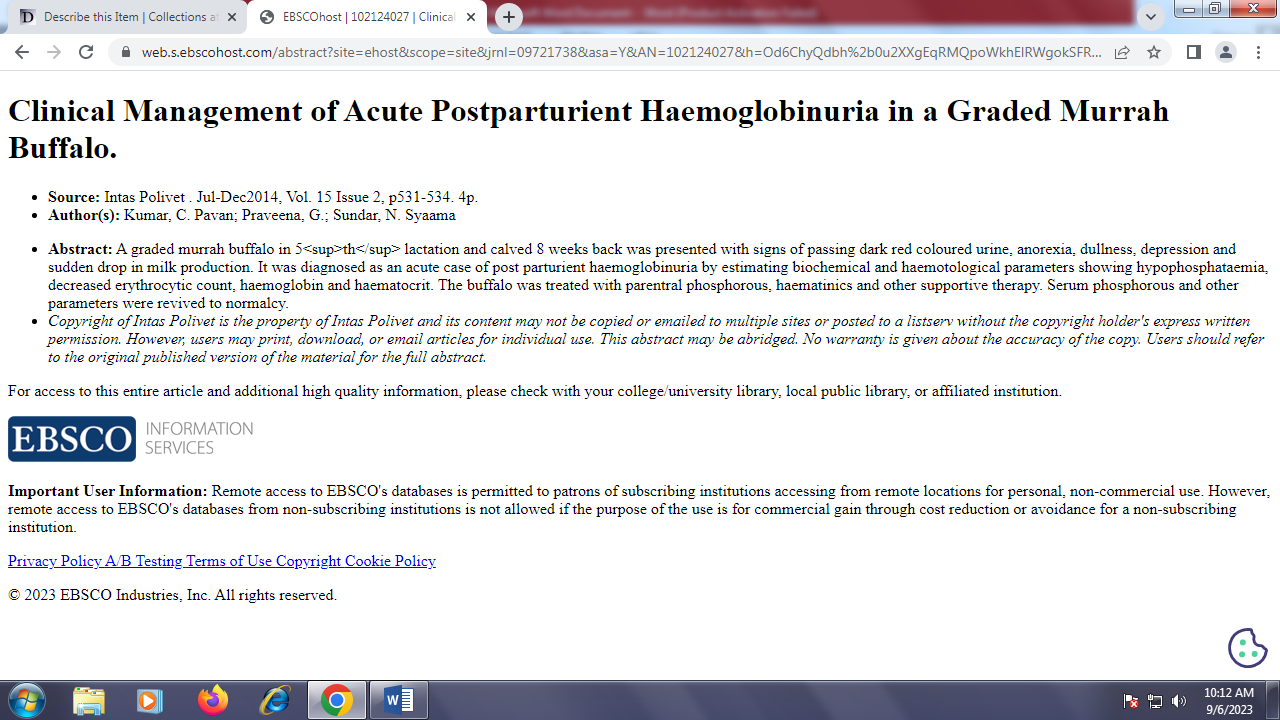 Describe this Item | Collections at
EBSCOhost | 102124027 | Clinical
web.s.ebscohost.com/abstract?site=ehost&scope=site&jrnl=09721738&asa=Y&AN=102124027&h=Od6ChyQdbh%2b0u2XXgEqRMQpoWkhElRWgokSFR...
Clinical Management of Acute Postparturient Haemoglobinuria in a Graded Murrah
Buffalo.
Source: Intas Polivet . Jul-Dec2014, Vol. 15 Issue 2, p531-534. 4p.
Author(s): Kumar, C. Pavan; Praveena, G.; Sundar, N. Syaama
Abstract: A graded murrah buffalo in 5<sup>th</sup> lactation and calved 8 weeks back was presented with signs of passing dark red coloured urine, anorexia, dullness, depression and
sudden drop in milk production. It was diagnosed as an acute case of post parturient haemoglobinuria by estimating biochemical and haemotological parameters showing hypophosphataemia,
decreased erythrocytic count, haemoglobin and haematocrit. The buffalo was treated with parentral phosphorous, haematinics and other supportive therapy. Serum phosphorous and other
parameters were revived to normalcy.
Copyright of Intas Polivet is the property of Intas Polivet and its content may not be copied or emailed to multiple sites or posted to a listserv without the copyright holder's express written
permission. However, users may print, download, or email articles for individual use. This abstract may be abridged. No warranty is given about the accuracy of the copy. Users should refer
to the original published version of the material for the full abstract.
For access to this entire article and additional high quality information, please check with your college/university library, local public library, or affiliated institution.
EBSCO INFORMATION
SERVICES
Important User Information: Remote access to EBSCO's databases is permitted to patrons of subscribing institutions accessing from remote locations for personal, non-commercial use. However,
remote access to EBSCO's databases from non-subscribing institutions is not allowed if the purpose of the use is for commercial gain through cost reduction or avoidance for a non-subscribing
institution.
Privacy Policy A/B Testing Terms of Use Copyright Cookie Policy
© 2023 EBSCO Industries, Inc. All rights reserved.
10:12 AM
9/6/2023